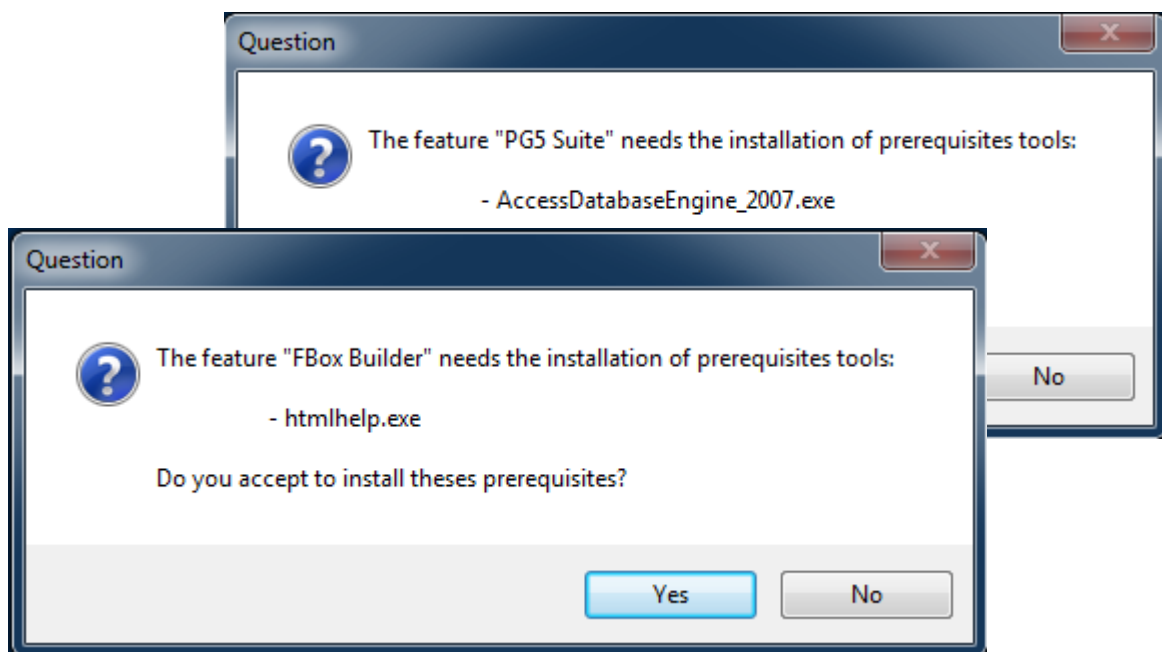 Question
The feature "PG5 Suite" needs the installation of prerequisites tools:
- AccessDatabaseEngine_2007.exe
No
Question
The feature "FBox Builder" needs the installation of prerequisites tools:
- htmlhelp.exe
Do you accept to install theses prerequisites?
Yes
No